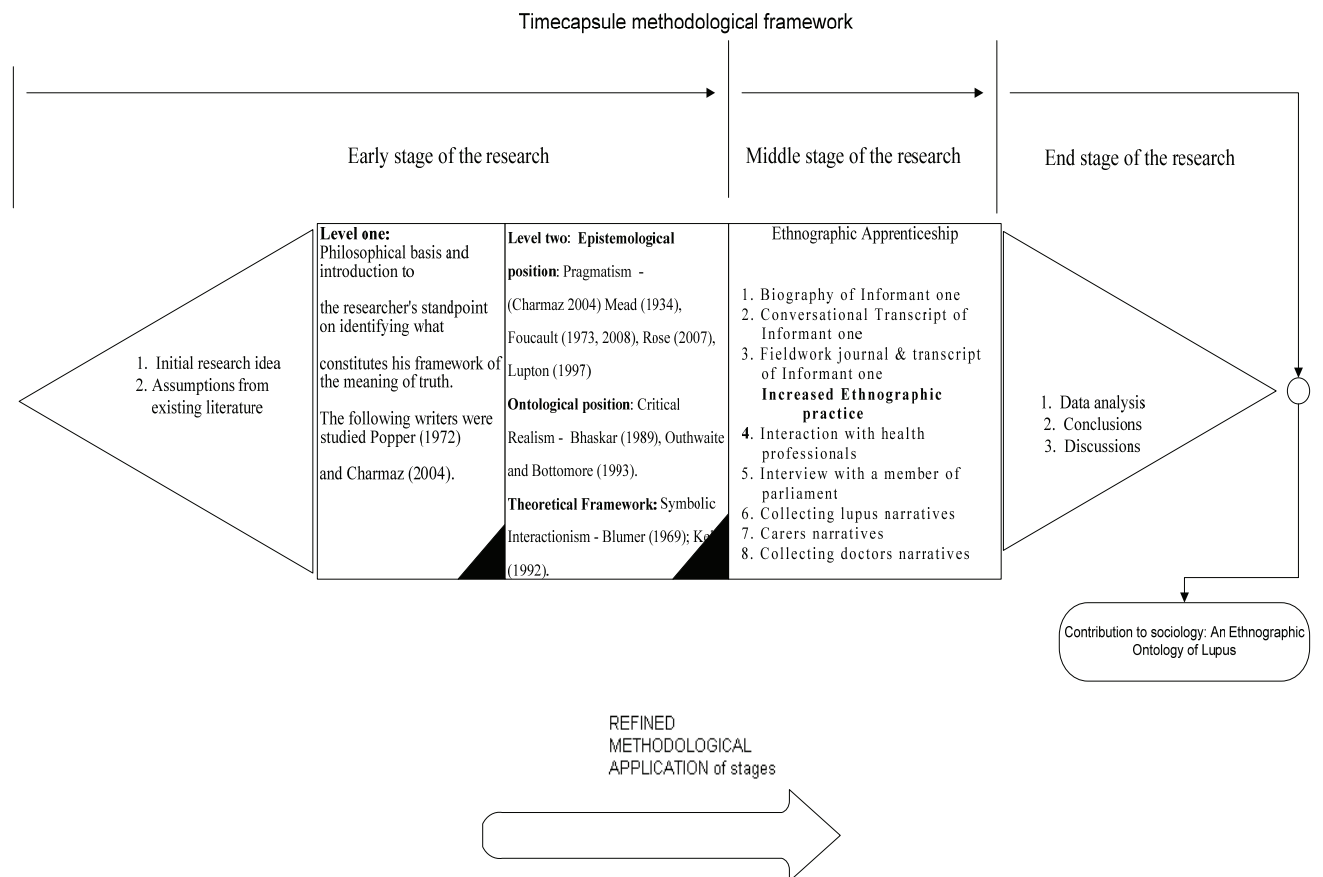 Timecapsule methodological framework
Early stage of the research
Middle stage of the research
End stage of the research
1. Initial research idea
2. Assumptions from
existing literature
Level one:
Philosophical basis and
introduction to
the researcher's standpoint
on identifying what
constitutes his framework of
the meaning of truth.
The following writers were
studied Popper (1972)
and Charmaz (2004).
Level two: Epistemological
position: Pragmatism -
(Charmaz 2004) Mead (1934),
Foucault (1973, 2008), Rose (2007),
Lupton (1997)
Ontological position: Critical
Realism - Bhaskar (1989), Outhwaite
and Bottomore (1993).
Theoretical Framework: Symbolic
Interactionism - Blumer (1969);
(1992).
Ethnographic Apprenticeship
1. Biography of Informant one
2. Conversational Transcript of
Informant one
3. Fieldwork journal & transcript
of Informant one
Increased Ethnographic
practice
4. Interaction with health
professionals
5. Interview with a member of
parliament
6. Collecting lupus narratives
7. Carers narratives
8. Collecting doctors narratives
1. Data analysis
2. Conclusions
3. Discussions
Contribution to sociology: An Ethnographic
Ontology of Lupus
REFINED
METHODOLOGICAL
APPLICATION of stages